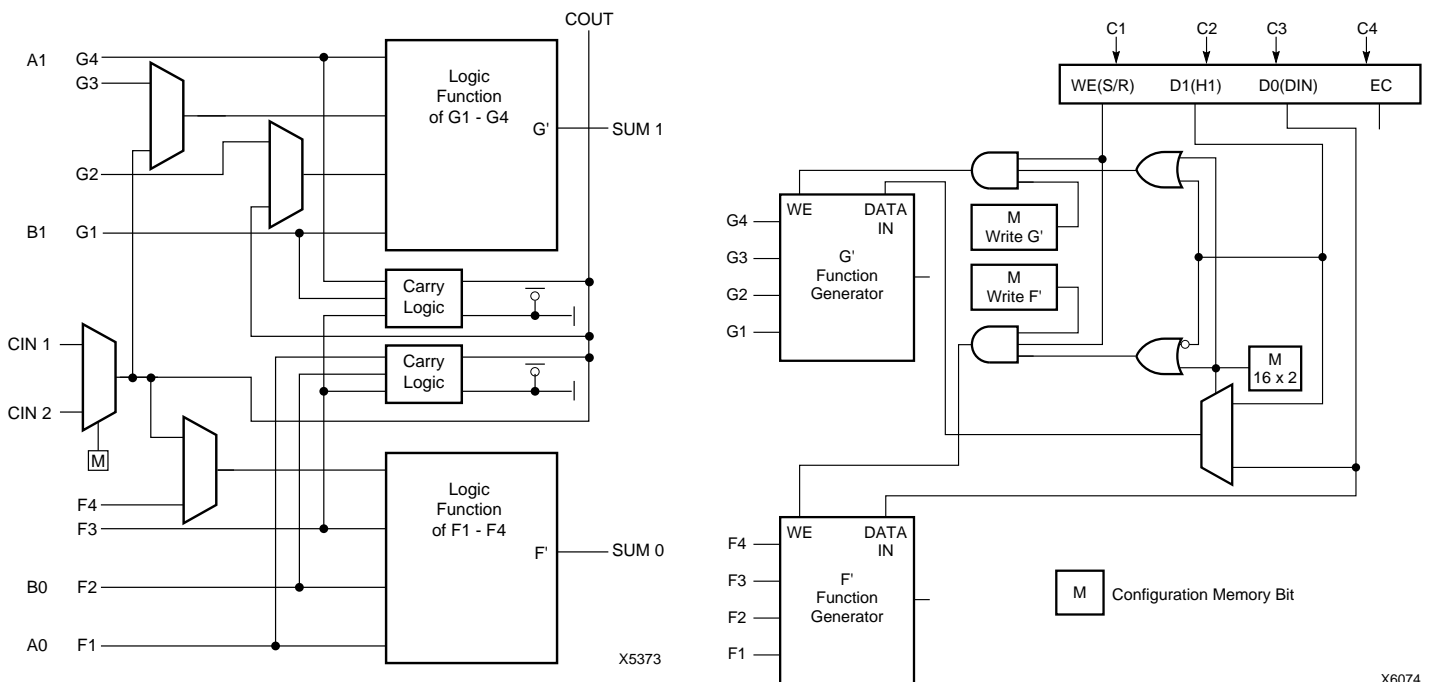 COUT
A1 G4
G3
Logic
Function
of G1 - G4
G'
SUM 1
G2
B1 G1
Carry
Logic
CIN 1
Carry
Logic
CIN 2
M
F4
F3
Logic
Function
of F1 - F4
F'
SUM 0
B0 F2
A0 F1
X5373
C1 C2 C3 C4
WE(S/R) D1(H1) D0(DIN) EC
WE DATA
IN
G4
G3
G2
G1
G'
Function
Generator
M
Write G'
M
Write F'
M
16 x 2
WE DATA
IN
F4
F3
F2
F1
F'
Function
Generator
M Configuration Memory Bit
X6074